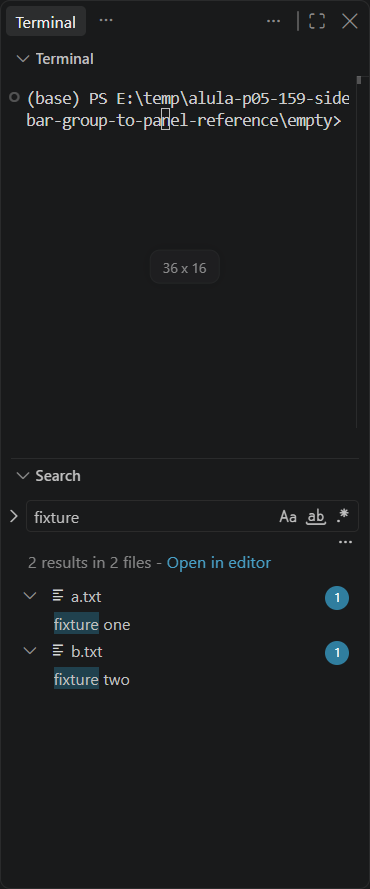 Terminal ··· ···
Terminal
(base) PS E:\temp\alula-p05-159-side
bar-group-to-panel-reference\empty>
36 x 16
Search
fixture Aa ab .*
···
2 results in 2 files - Open in editor
a.txt 1
fixture one
b.txt 1
fixture two